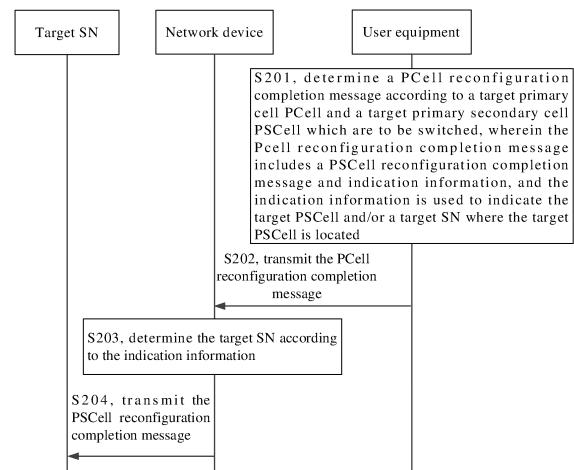 Target SN
Network device
User equipment
S201, determine a PCell reconfiguration
completion message according to a target primary
cell PCell and a target primary secondary cell
PSCell which are to be switched, wherein the
Pcell reconfiguration completion message
includes a PSCell reconfiguration completion
message and indication information, and the
indication information is used to indicate the
target PSCell and/or a target SN where the target
PSCell is located
S202, transmit the PCell
reconfiguration completion
message
S203, determine the target SN according
to the indication information
S204, transmit the
PSCell reconfiguration
completion message